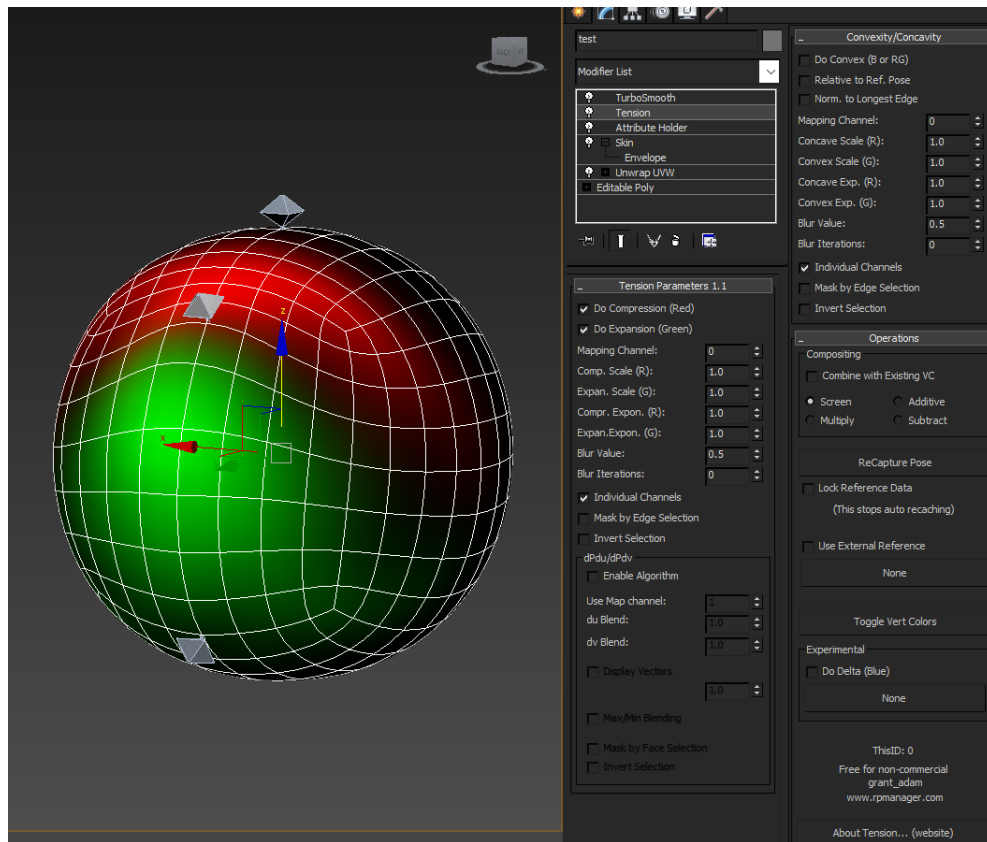 test
Modifier List
TurboSmooth
Tension
Attribute Holder
Skin
Envelope
Unwrap UVW
Editable Poly
Tension Parameters 1.1
Do Compression (Red)
Do Expansion (Green)
Mapping Channel: 0
Comp. Scale (R): 1.0
Expan. Scale (G): 1.0
Compr. Expon. (R): 1.0
Expan.Expon. (G): 1.0
Blur Value: 0.5
Blur Iterations: 0
Individual Channels
Mask by Edge Selection
Invert Selection
dPdu/dPdv
Enable Algorithm
Use Map channel: 1
du Blend: 1.0
dv Blend: 1.0
Display Vectors
1.0
Max/Min Blending
Mask by Face Selection
Invert Selection
Convexity/Concavity
Do Convex (B or RG)
Relative to Ref. Pose
Norm. to Longest Edge
Mapping Channel: 0
Concave Scale (R): 1.0
Convex Scale (G): 1.0
Concave Exp. (R): 1.0
Convex Exp. (G): 1.0
Blur Value: 0.5
Blur Iterations: 0
Individual Channels
Mask by Edge Selection
Invert Selection
Operations
Compositing
Combine with Existing VC
Screen Additive
Multiply Subtract
ReCapture Pose
Lock Reference Data
(This stops auto recaching)
Use External Reference
None
Toggle Vert Colors
Experimental
Do Delta (Blue)
None
ThisID: 0
Free for non-commercial
grant_adam
www.rpmanager.com
About Tension... (website)
z
x